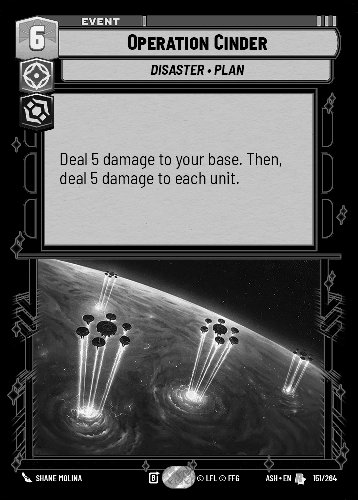 EVENT
6
OPERATION CINDER
DISASTER • PLAN
Deal 5 damage to your base. Then,
deal 5 damage to each unit.
SHANE MOLINA
© LFL © FFG
ASH • EN
151/264